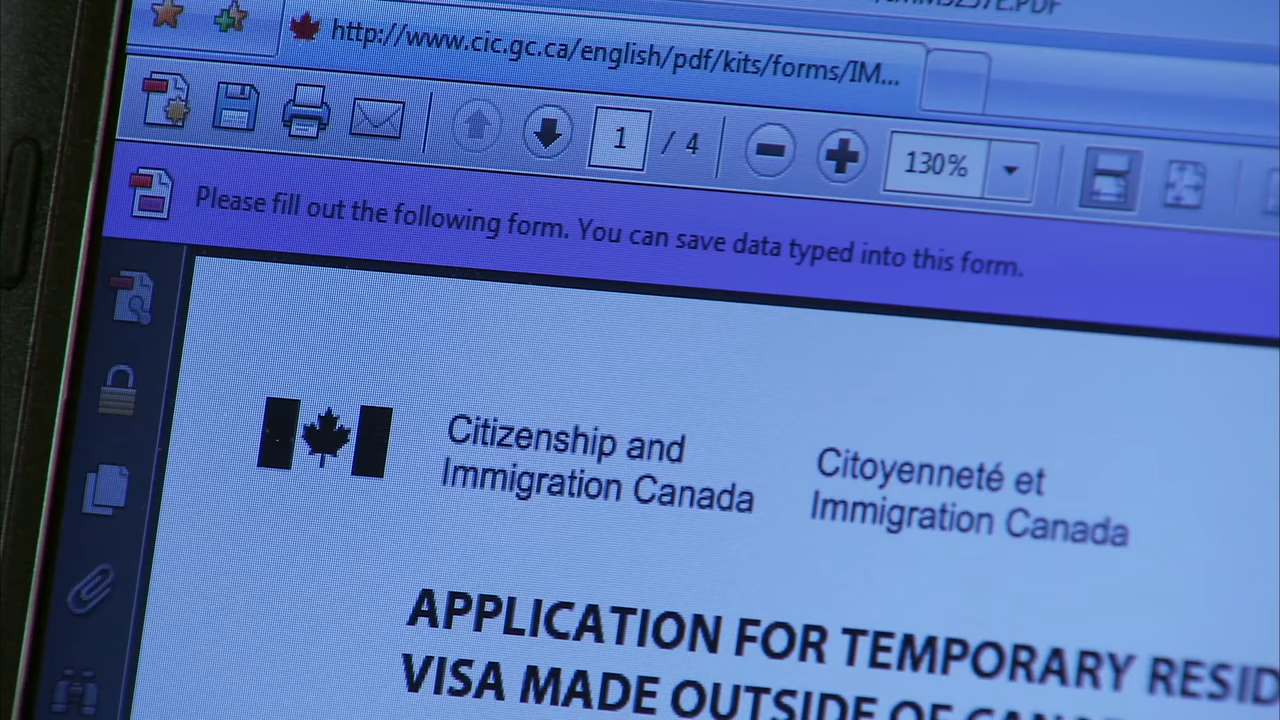 http://www.cic.gc.ca/english/pdf/kits/forms/IM...
1 / 4
130%
Please fill out the following form. You can save data typed into this form.
Citizenship and
Immigration Canada
Citoyenneté et
Immigration Canada
APPLICATION FOR TEMPORARY RESID
VISA MADE OUTSIDE OF